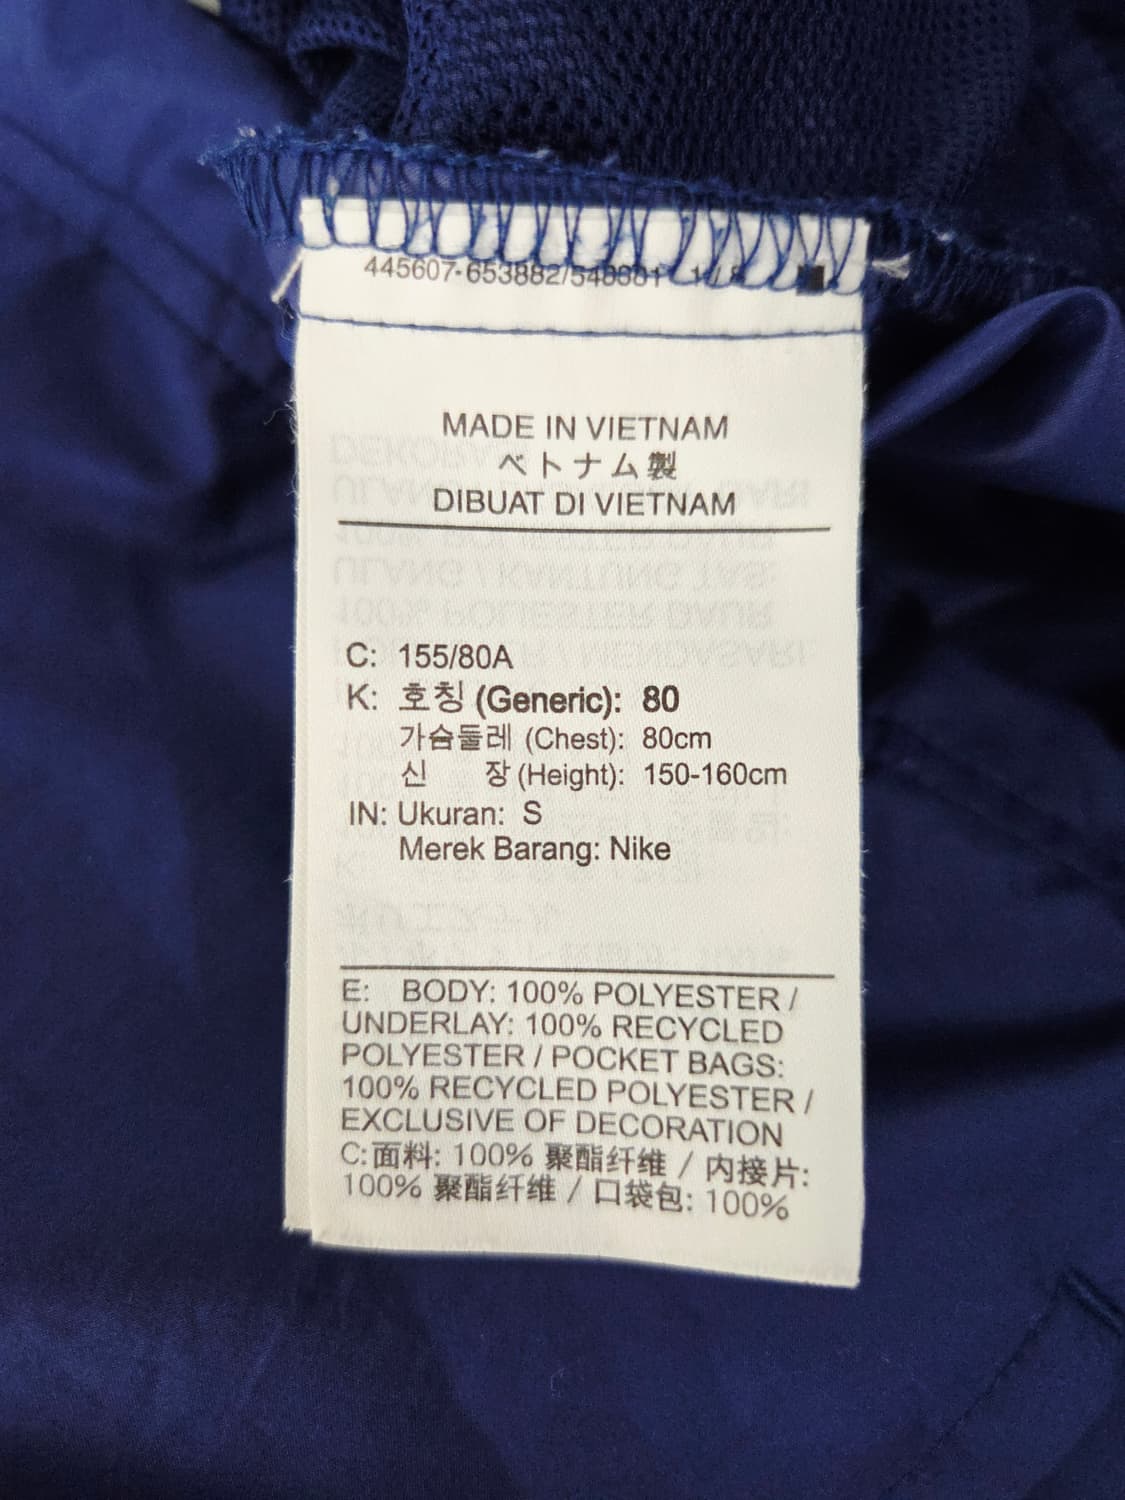 MADE IN VIETNAM
ベトナム製
DIBUAT DI VIETNAM
C: 155/80A
K: 호칭 (Generic): 80
가슴둘레 (Chest): 80cm
신 장 (Height): 150-160cm
IN: Ukuran: S
Merek Barang: Nike
E: BODY: 100% POLYESTER /
UNDERLAY: 100% RECYCLED
POLYESTER / POCKET BAGS:
100% RECYCLED POLYESTER /
EXCLUSIVE OF DECORATION
C:面料: 100% 聚酯纤维 / 内接片:
100% 聚酯纤维 / 口袋包: 100%